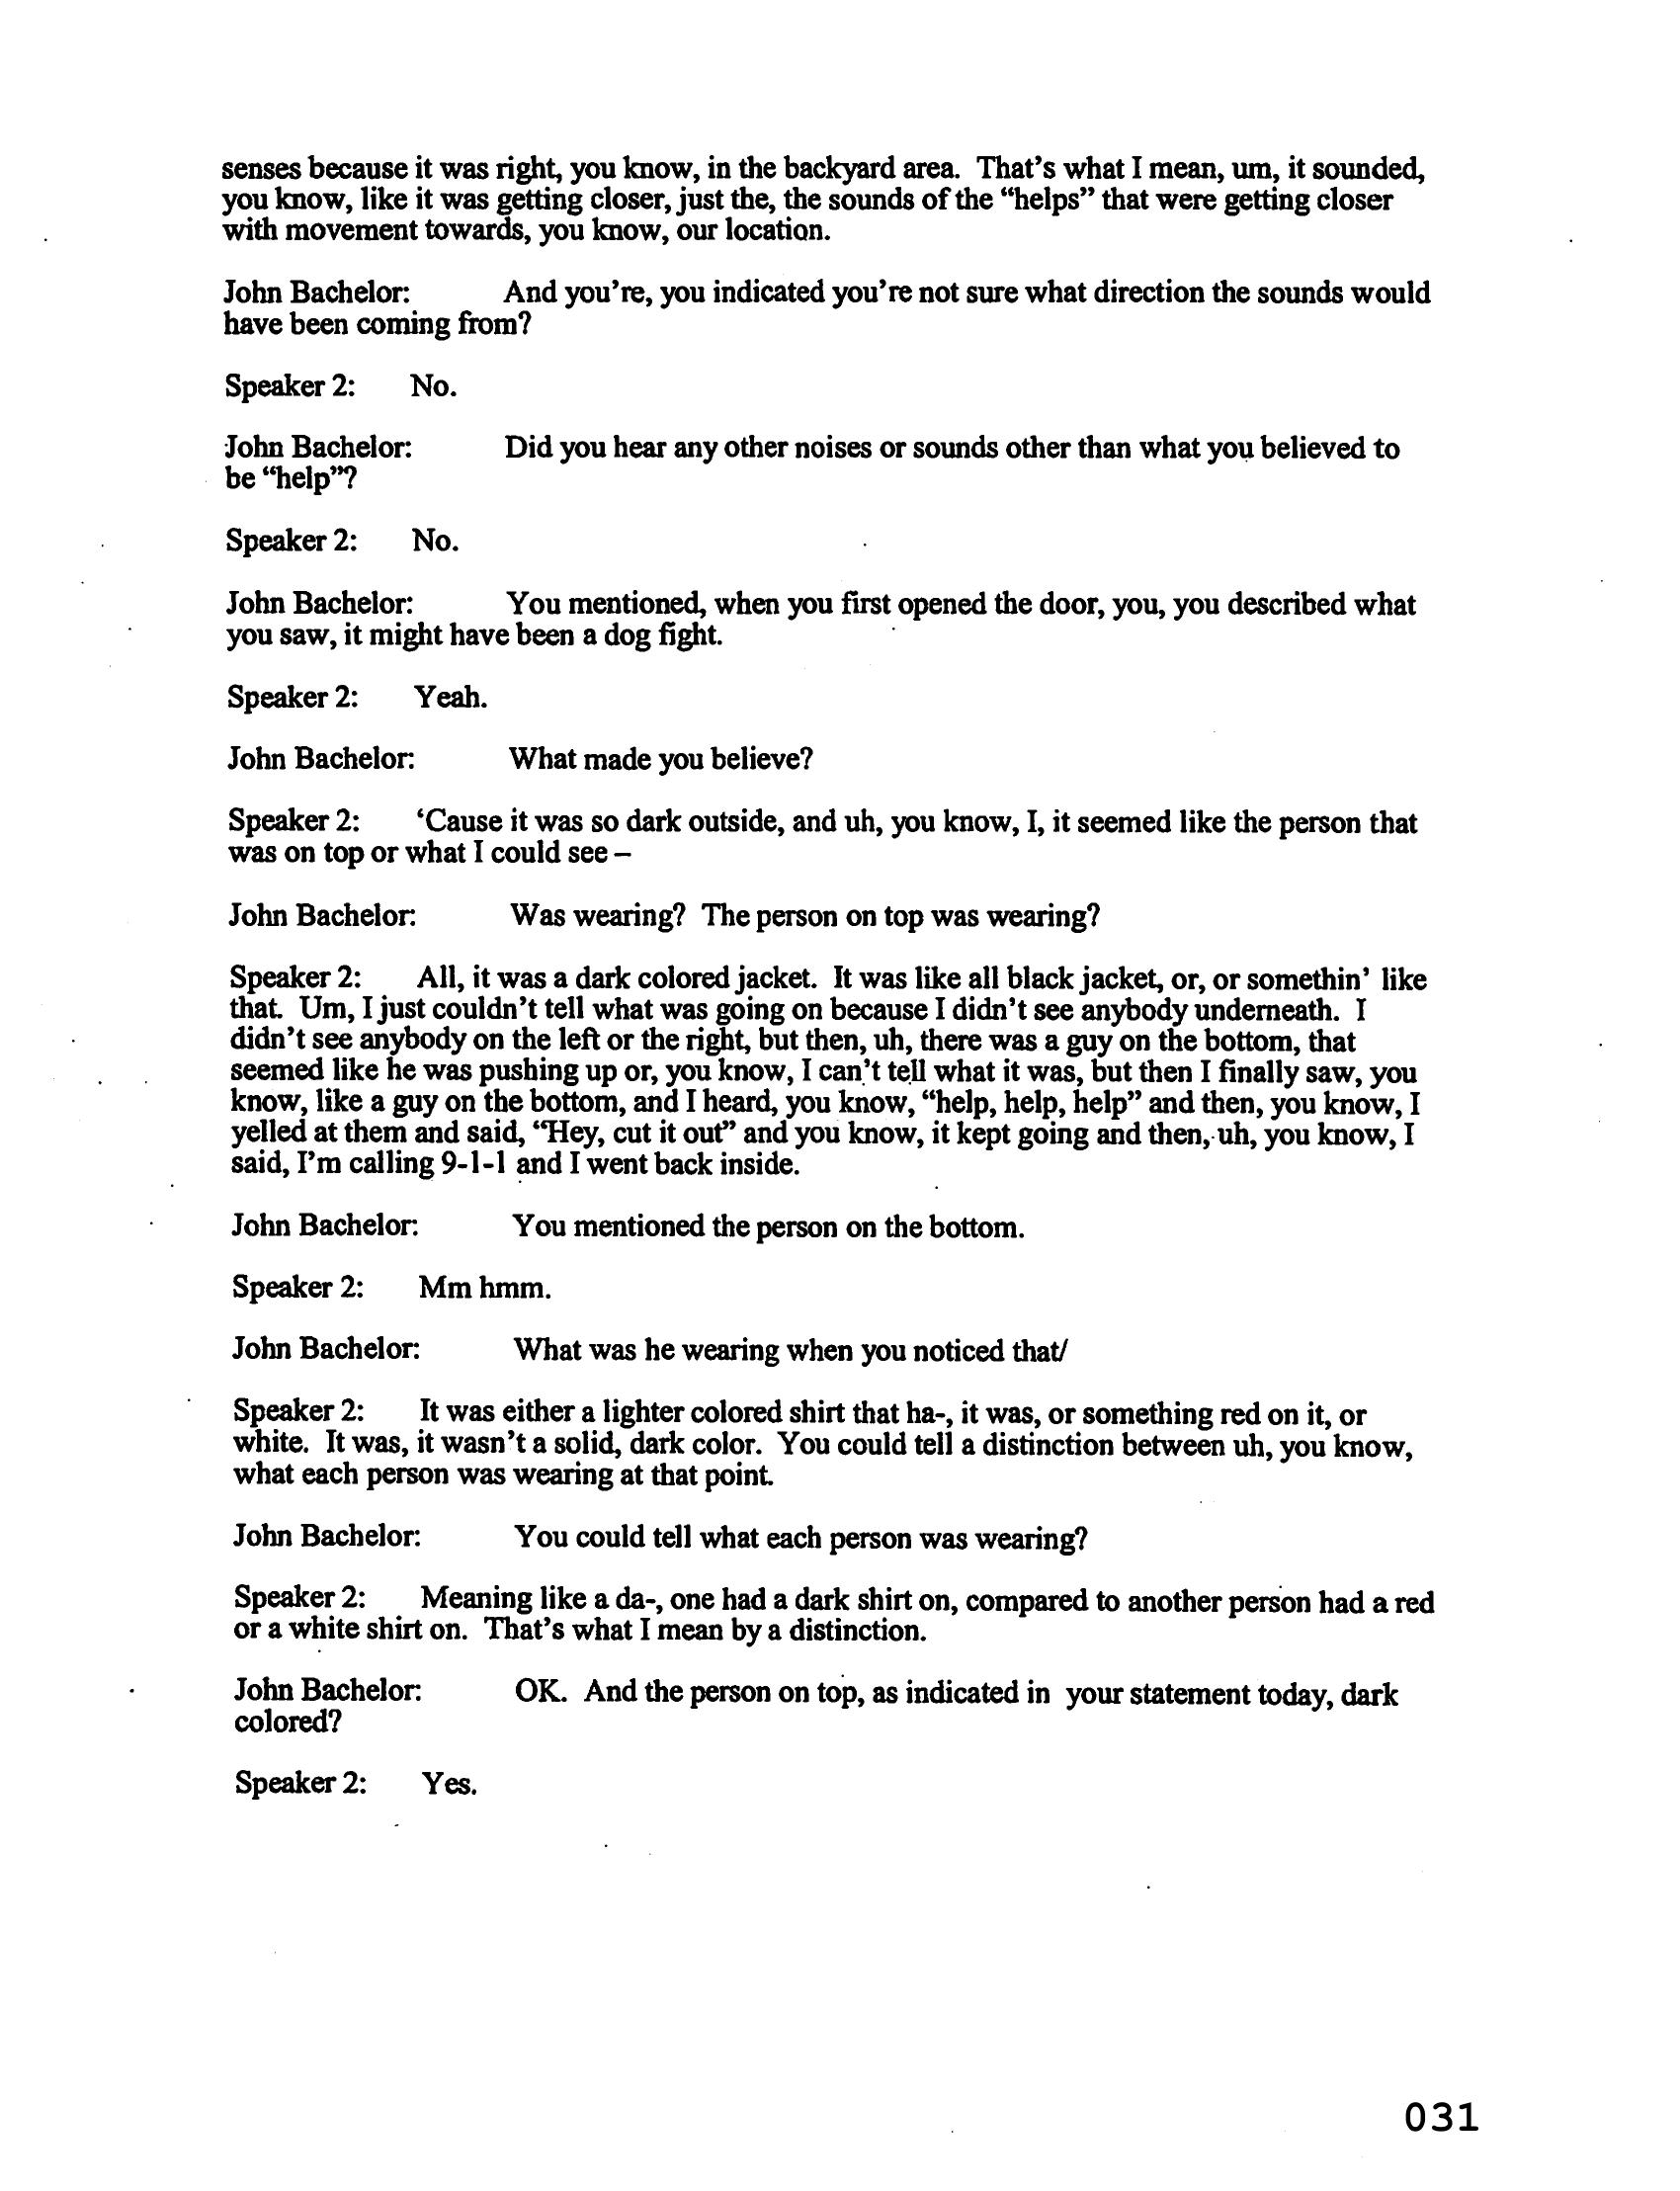 senses because it was right, you know, in the backyard area.  That's what I mean, um, it sounded,
you know, like it was getting closer, just the, the sounds of the “helps” that were getting closer
with movement towards, you know, our location.
John Bachelor: And you're, you indicated you're not sure what direction the sounds would
have been coming from?
Speaker 2: No.
John Bachelor: Did you hear any other noises or sounds other than what you believed to
be “help”?
Speaker 2: No.
John Bachelor: You mentioned, when you first opened the door, you, you described what
you saw, it might have been a dog fight.
Speaker 2: Yeah.
John Bachelor: What made you believe?
Speaker 2: ‘Cause it was so dark outside, and uh, you know, I, it seemed like the person that
was on top or what I could see –
John Bachelor: Was wearing?  The person on top was wearing?
Speaker 2: All, it was a dark colored jacket.  It was like all black jacket, or, or somethin' like
that.  Um, I just couldn't tell what was going on because I didn't see anybody underneath.  I
didn't see anybody on the left or the right, but then, uh, there was a guy on the bottom, that
seemed like he was pushing up or, you know, I can't tell what it was, but then I finally saw, you
know, like a guy on the bottom, and I heard, you know, “help, help, help” and then, you know, I
yelled at them and said, “Hey, cut it out” and you know, it kept going and then, uh, you know, I
said, I'm calling 9-1-1 and I went back inside.
John Bachelor: You mentioned the person on the bottom.
Speaker 2: Mm hmm.
John Bachelor: What was he wearing when you noticed that/
Speaker 2: It was either a lighter colored shirt that ha-, it was, or something red on it, or
white.  It was, it wasn't a solid, dark color.  You could tell a distinction between uh, you know,
what each person was wearing at that point.
John Bachelor: You could tell what each person was wearing?
Speaker 2: Meaning like a da-, one had a dark shirt on, compared to another person had a red
or a white shirt on.  That's what I mean by a distinction.
John Bachelor: OK.  And the person on top, as indicated in  your statement today, dark
colored?
Speaker 2: Yes.
031